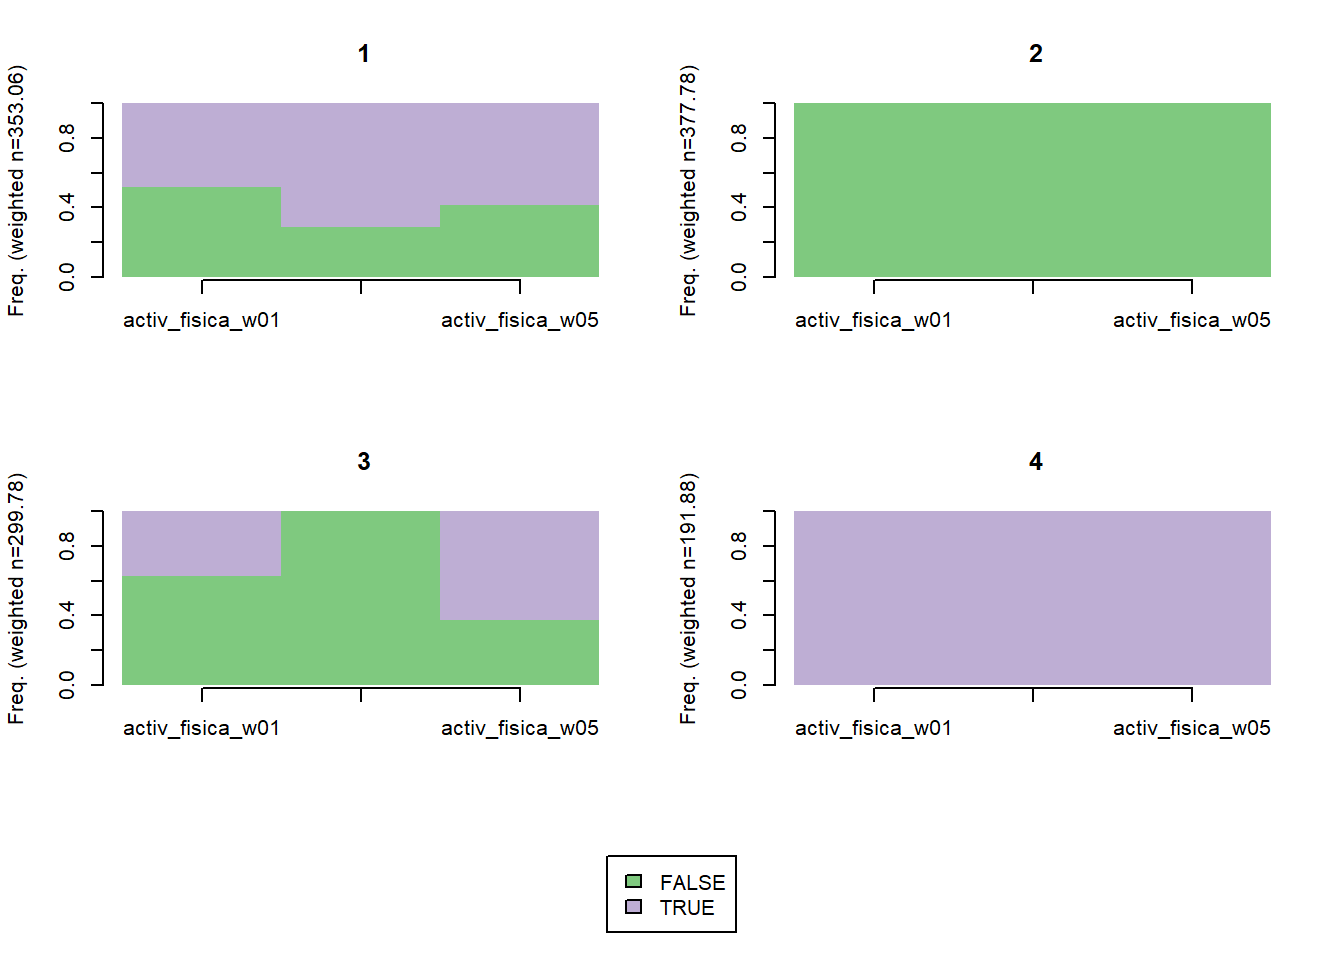 1
Freq. (weighted n=353.06)
0.0 0.4 0.8
activ_fisica_w01 activ_fisica_w05
2
Freq. (weighted n=377.78)
0.0 0.4 0.8
activ_fisica_w01 activ_fisica_w05
3
Freq. (weighted n=299.78)
0.0 0.4 0.8
activ_fisica_w01 activ_fisica_w05
4
Freq. (weighted n=191.88)
0.0 0.4 0.8
activ_fisica_w01 activ_fisica_w05
FALSE
TRUE